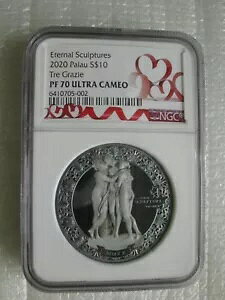 Eternal Sculptures
2020 Palau S$10
Tre Grazie
PF 70 ULTRA CAMEO
6410705-002
NGC